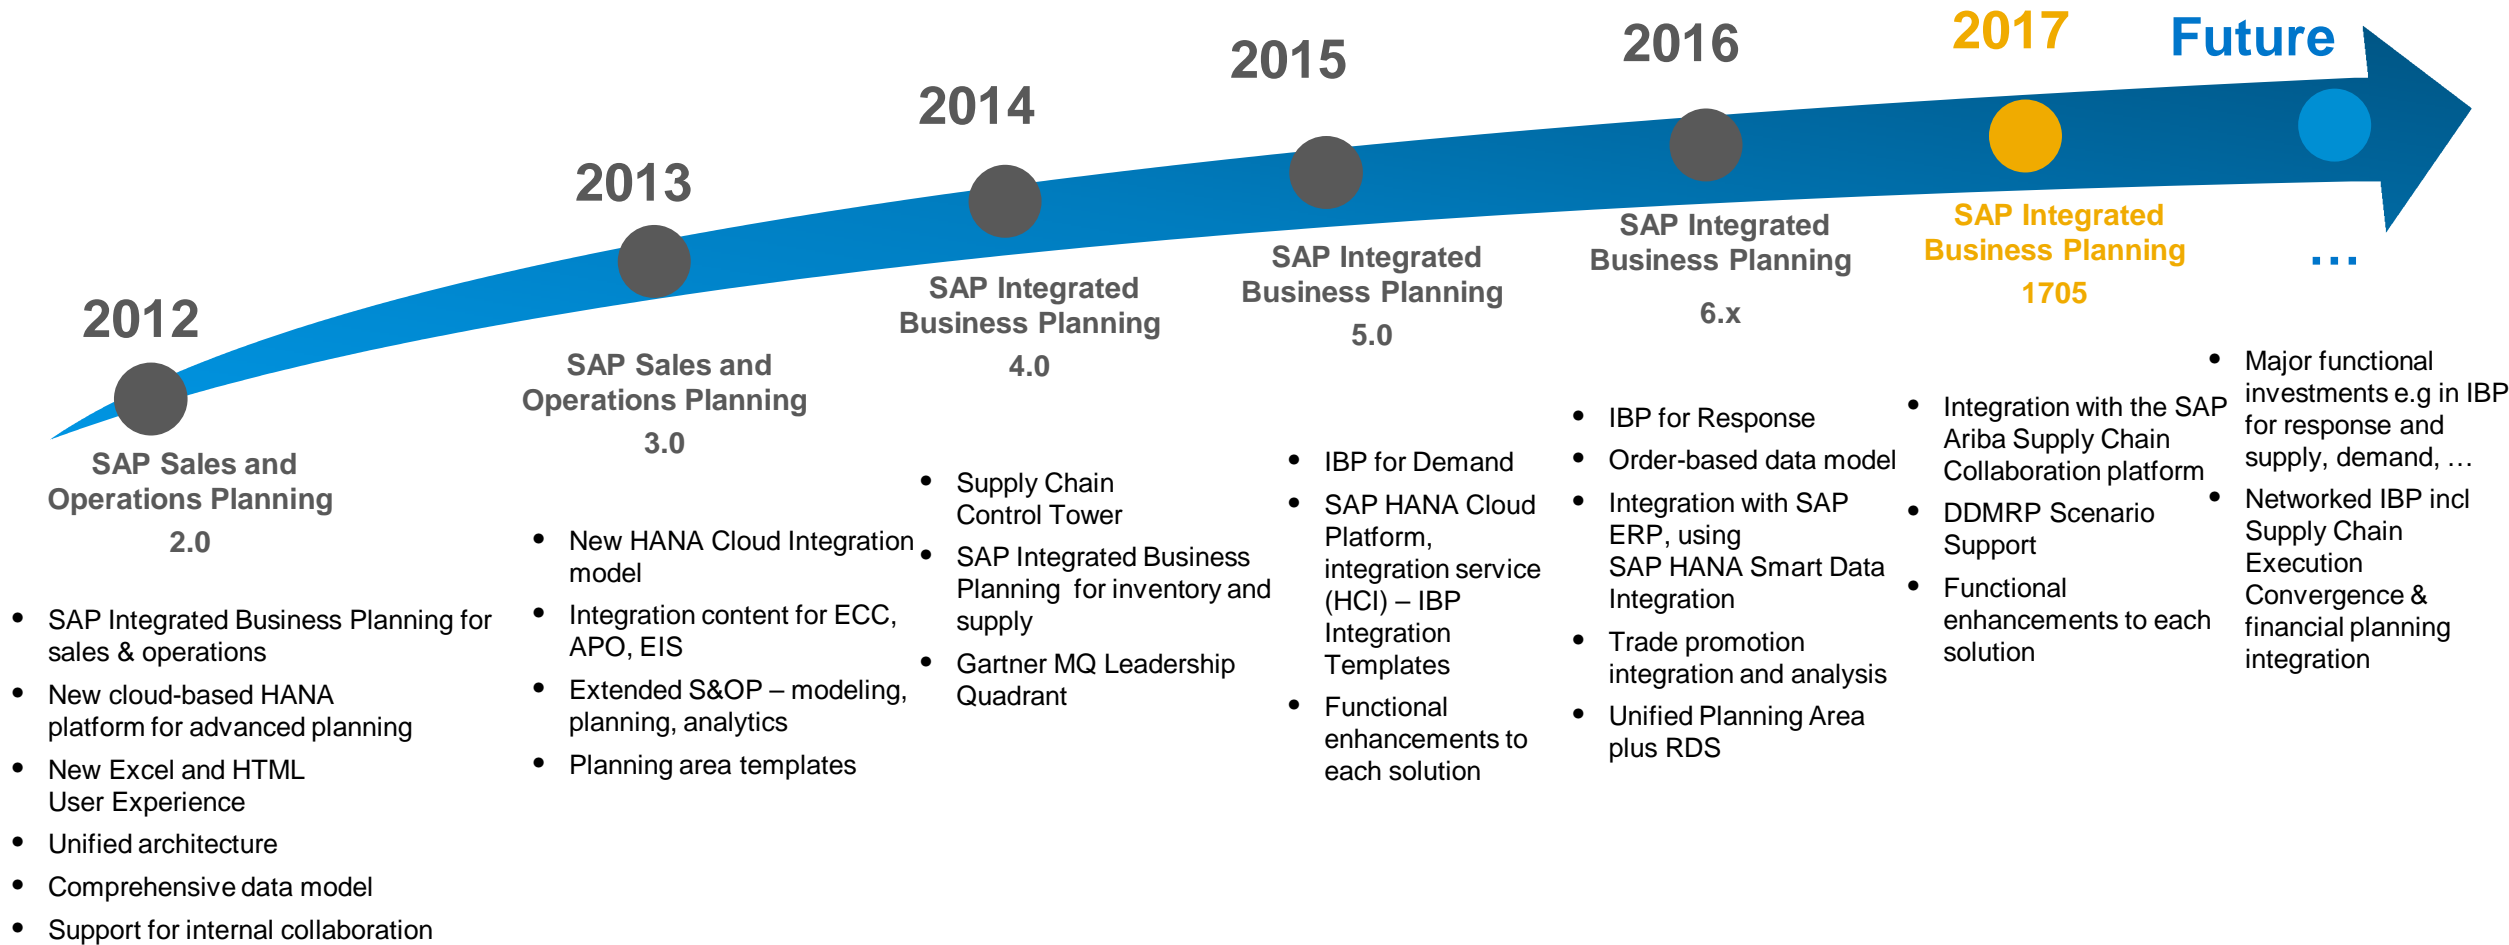 2012
SAP Sales and
Operations Planning
2.0
• SAP Integrated Business Planning for
sales & operations
• New cloud-based HANA
platform for advanced planning
• New Excel and HTML
User Experience
• Unified architecture
• Comprehensive data model
• Support for internal collaboration
2013
SAP Sales and
Operations Planning
3.0
• New HANA Cloud Integration
model
• Integration content for ECC,
APO, EIS
• Extended S&OP – modeling,
planning, analytics
• Planning area templates
2014
SAP Integrated
Business Planning
4.0
• Supply Chain
Control Tower
• SAP Integrated Business
Planning for inventory and
supply
• Gartner MQ Leadership
Quadrant
2015
SAP Integrated
Business Planning
5.0
• IBP for Demand
• SAP HANA Cloud
Platform,
integration service
(HCI) – IBP
Integration
Templates
• Functional
enhancements to
each solution
2016
SAP Integrated
Business Planning
6.x
• IBP for Response
• Order-based data model
• Integration with SAP
ERP, using
SAP HANA Smart Data
Integration
• Trade promotion
integration and analysis
• Unified Planning Area
plus RDS
2017
SAP Integrated
Business Planning
1705
• Integration with the SAP
Ariba Supply Chain
Collaboration platform
• DDMRP Scenario
Support
• Functional
enhancements to each
solution
Future
…
• Major functional
investments e.g in IBP
for response and
supply, demand, …
• Networked IBP incl
Supply Chain
Execution
Convergence &
financial planning
integration